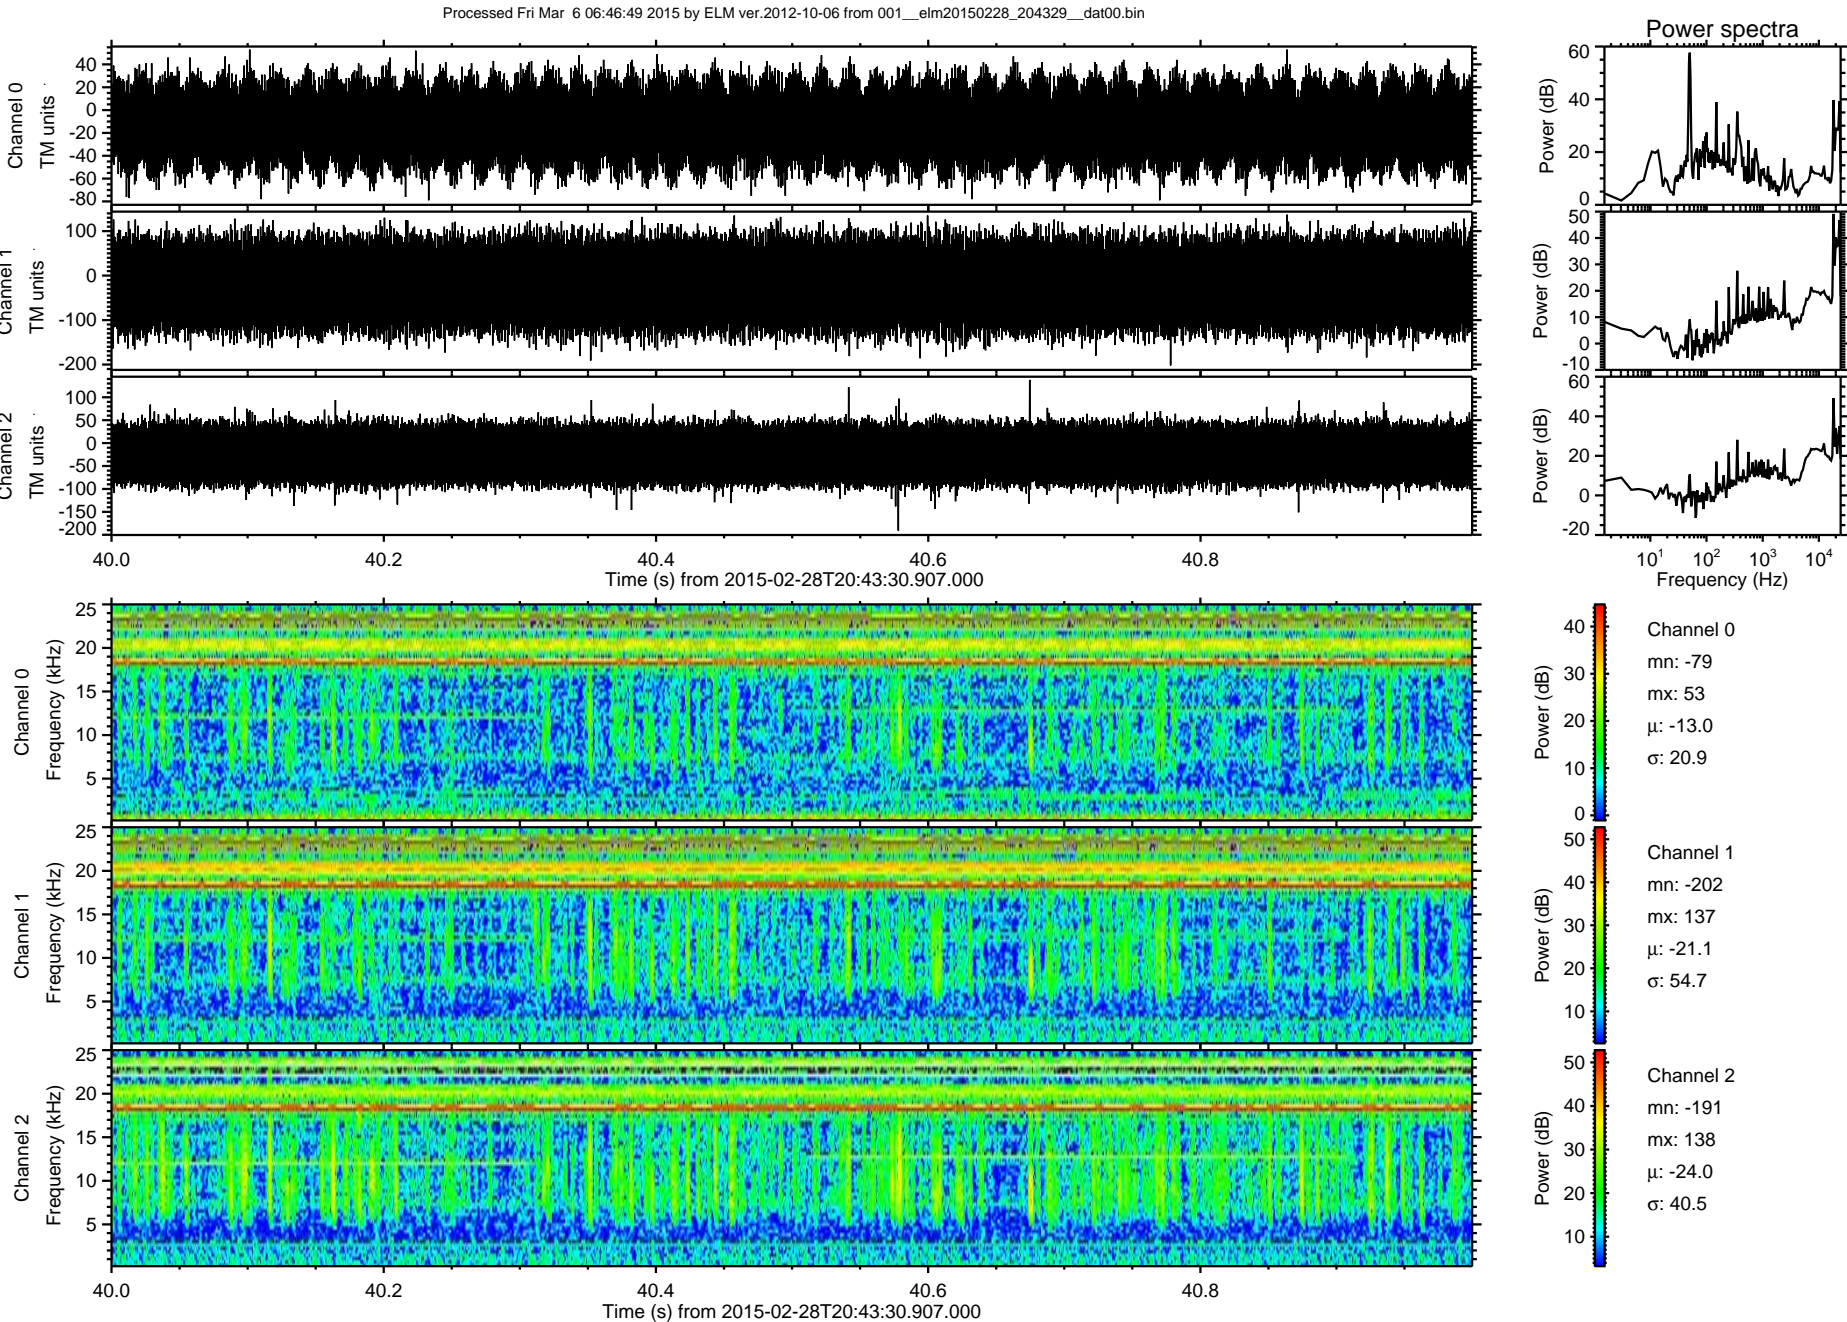 Processed Fri Mar  6 06:46:49 2015 by ELM ver.2012-10-06 from 001__elm20150228_204329__dat00.bin
Power spectra
Channel 0
TM units
40
20
0
-20
-40
-60
-80
Power (dB)
60
40
20
0
Channel 1
TM units
100
0
-100
-200
Power (dB)
50
40
30
20
10
0
-10
Channel 2
TM units
100
50
0
-50
-100
-150
-200
Power (dB)
60
40
20
0
-20
40.0 40.2 40.4 40.6 40.8
Time (s) from 2015-02-28T20:43:30.907.000
10^1 10^2 10^3 10^4
Frequency (Hz)
Channel 0
Frequency (kHz)
25
20
15
10
5
Power (dB)
40
30
20
10
0
Channel 0
mn: -79
mx: 53
µ: -13.0
σ: 20.9
Channel 1
Frequency (kHz)
25
20
15
10
5
Power (dB)
50
40
30
20
10
Channel 1
mn: -202
mx: 137
µ: -21.1
σ: 54.7
Channel 2
Frequency (kHz)
25
20
15
10
5
Power (dB)
50
40
30
20
10
Channel 2
mn: -191
mx: 138
µ: -24.0
σ: 40.5
40.0 40.2 40.4 40.6 40.8
Time (s) from 2015-02-28T20:43:30.907.000